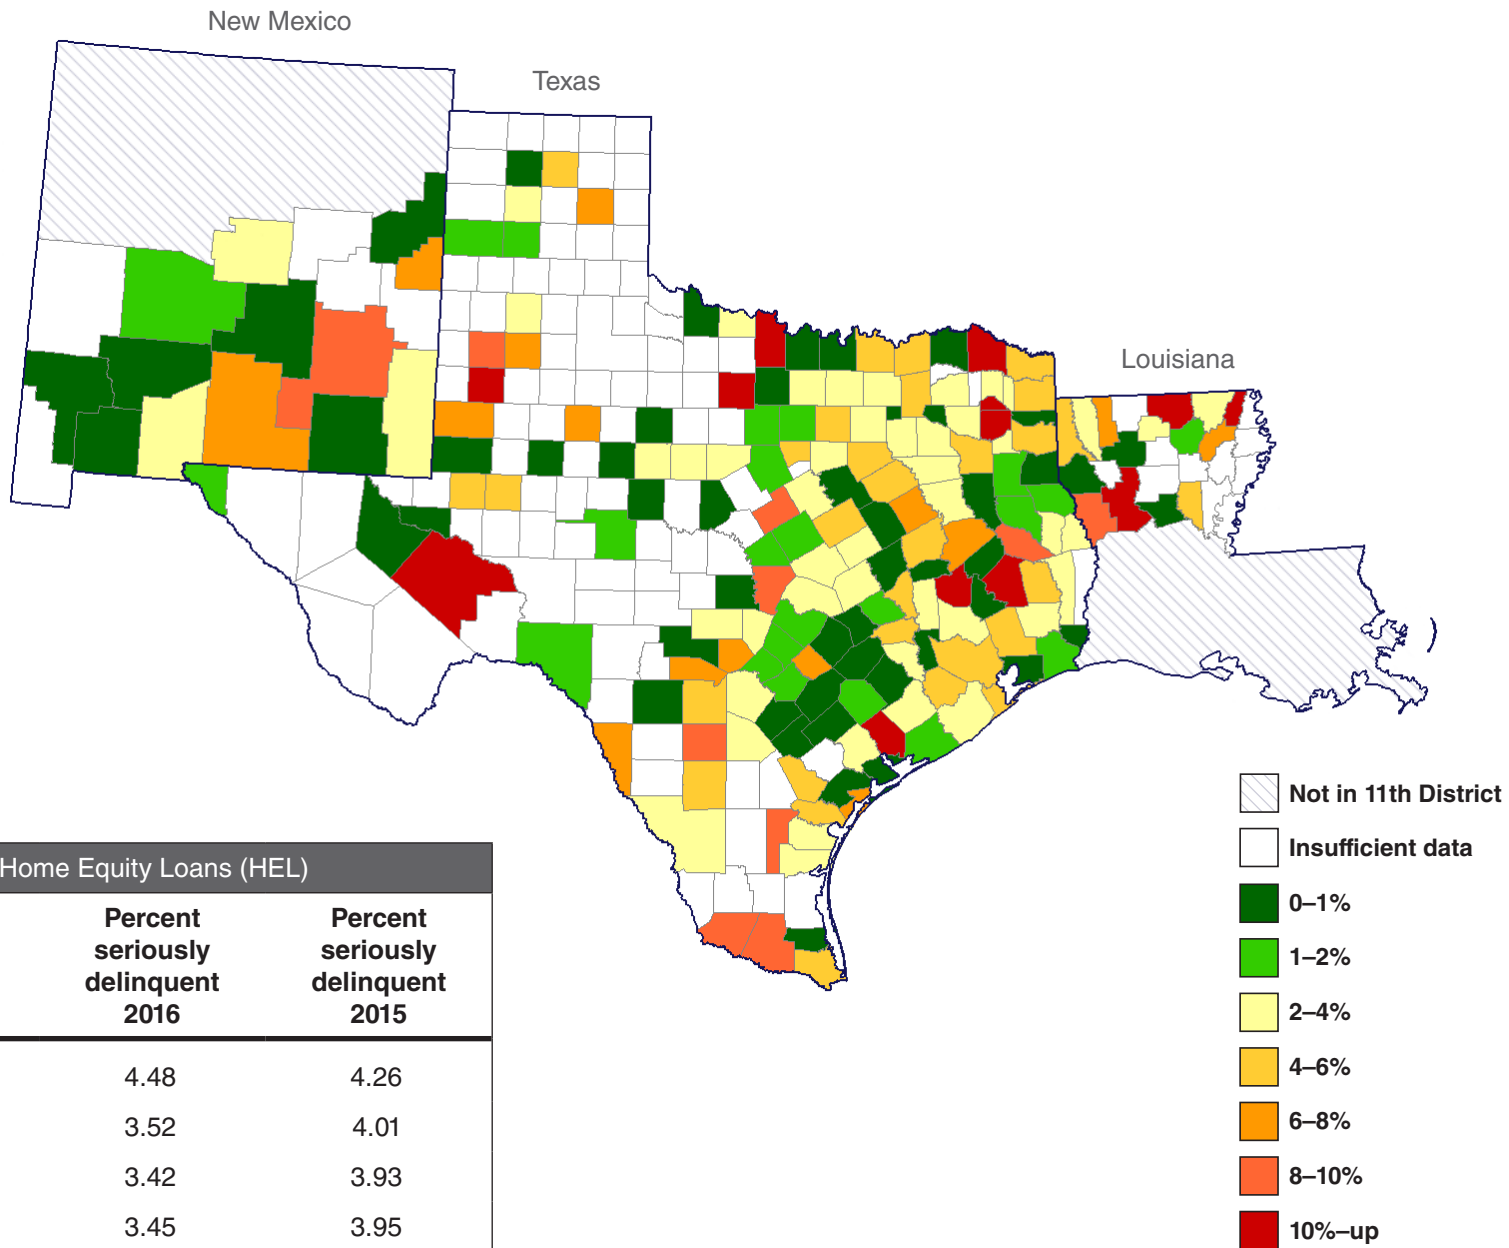 New Mexico
Texas
Louisiana
Not in 11th District
Insufficient data
0–1%
1–2%
2–4%
4–6%
6–8%
8–10%
10%–up
Home Equity Loans (HEL)
Percent seriously delinquent 2016
Percent seriously delinquent 2015
4.48 4.26
3.52 4.01
3.42 3.93
3.45 3.95